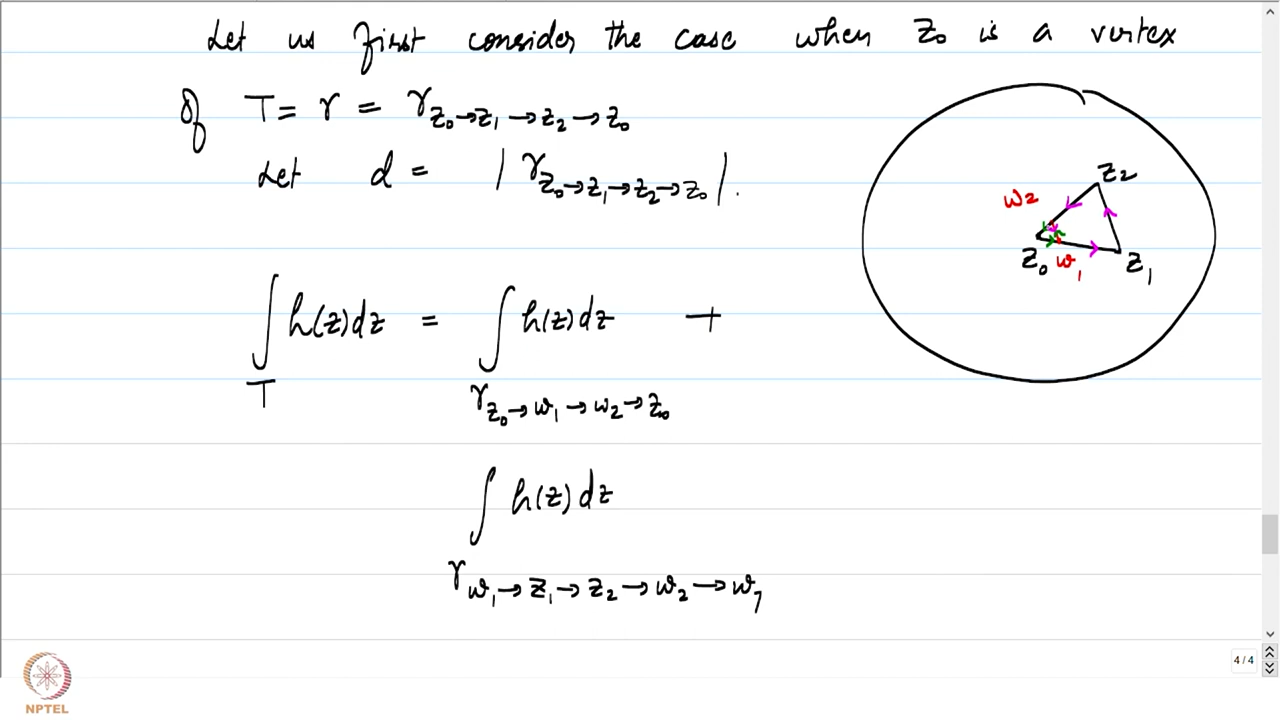 Let us first consider the case when z₀ is a vertex
Of T = γ = γ_{z₀→z₁→z₂→z₀}
Let d = |γ_{z₀→z₁→z₂→z₀}|.
z₂
w₂
z₀ w₁ z₁
∫_T h(z)dz = ∫_{γ_{z₀→w₁→w₂→z₀}} h(z)dz +
∫_{γ_{w₁→z₁→z₂→w₂→w₁}} h(z)dz
4 / 4
NPTEL